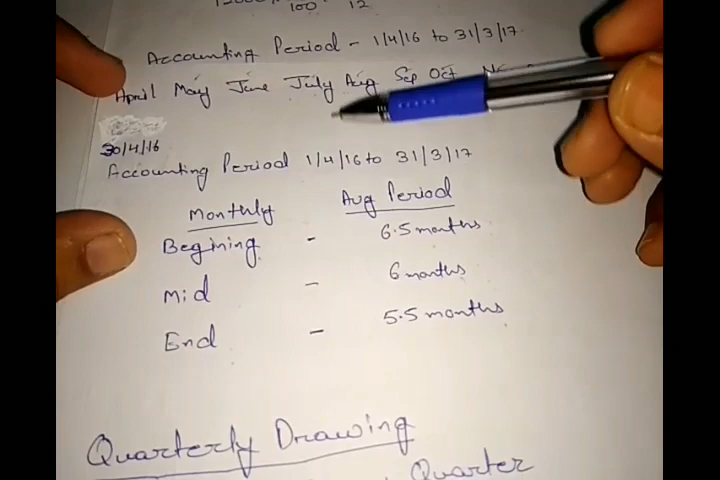 100 12
Accounting Period - 1/4/16 to 31/3/17
April May June July Aug Sep Oct
30/4/16
Accounting Period 1/4/16 to 31/3/17
Monthly Avg Period
Begining - 6.5 months
Mid - 6 months
End - 5.5 months
Quarterly Drawing
Quarter